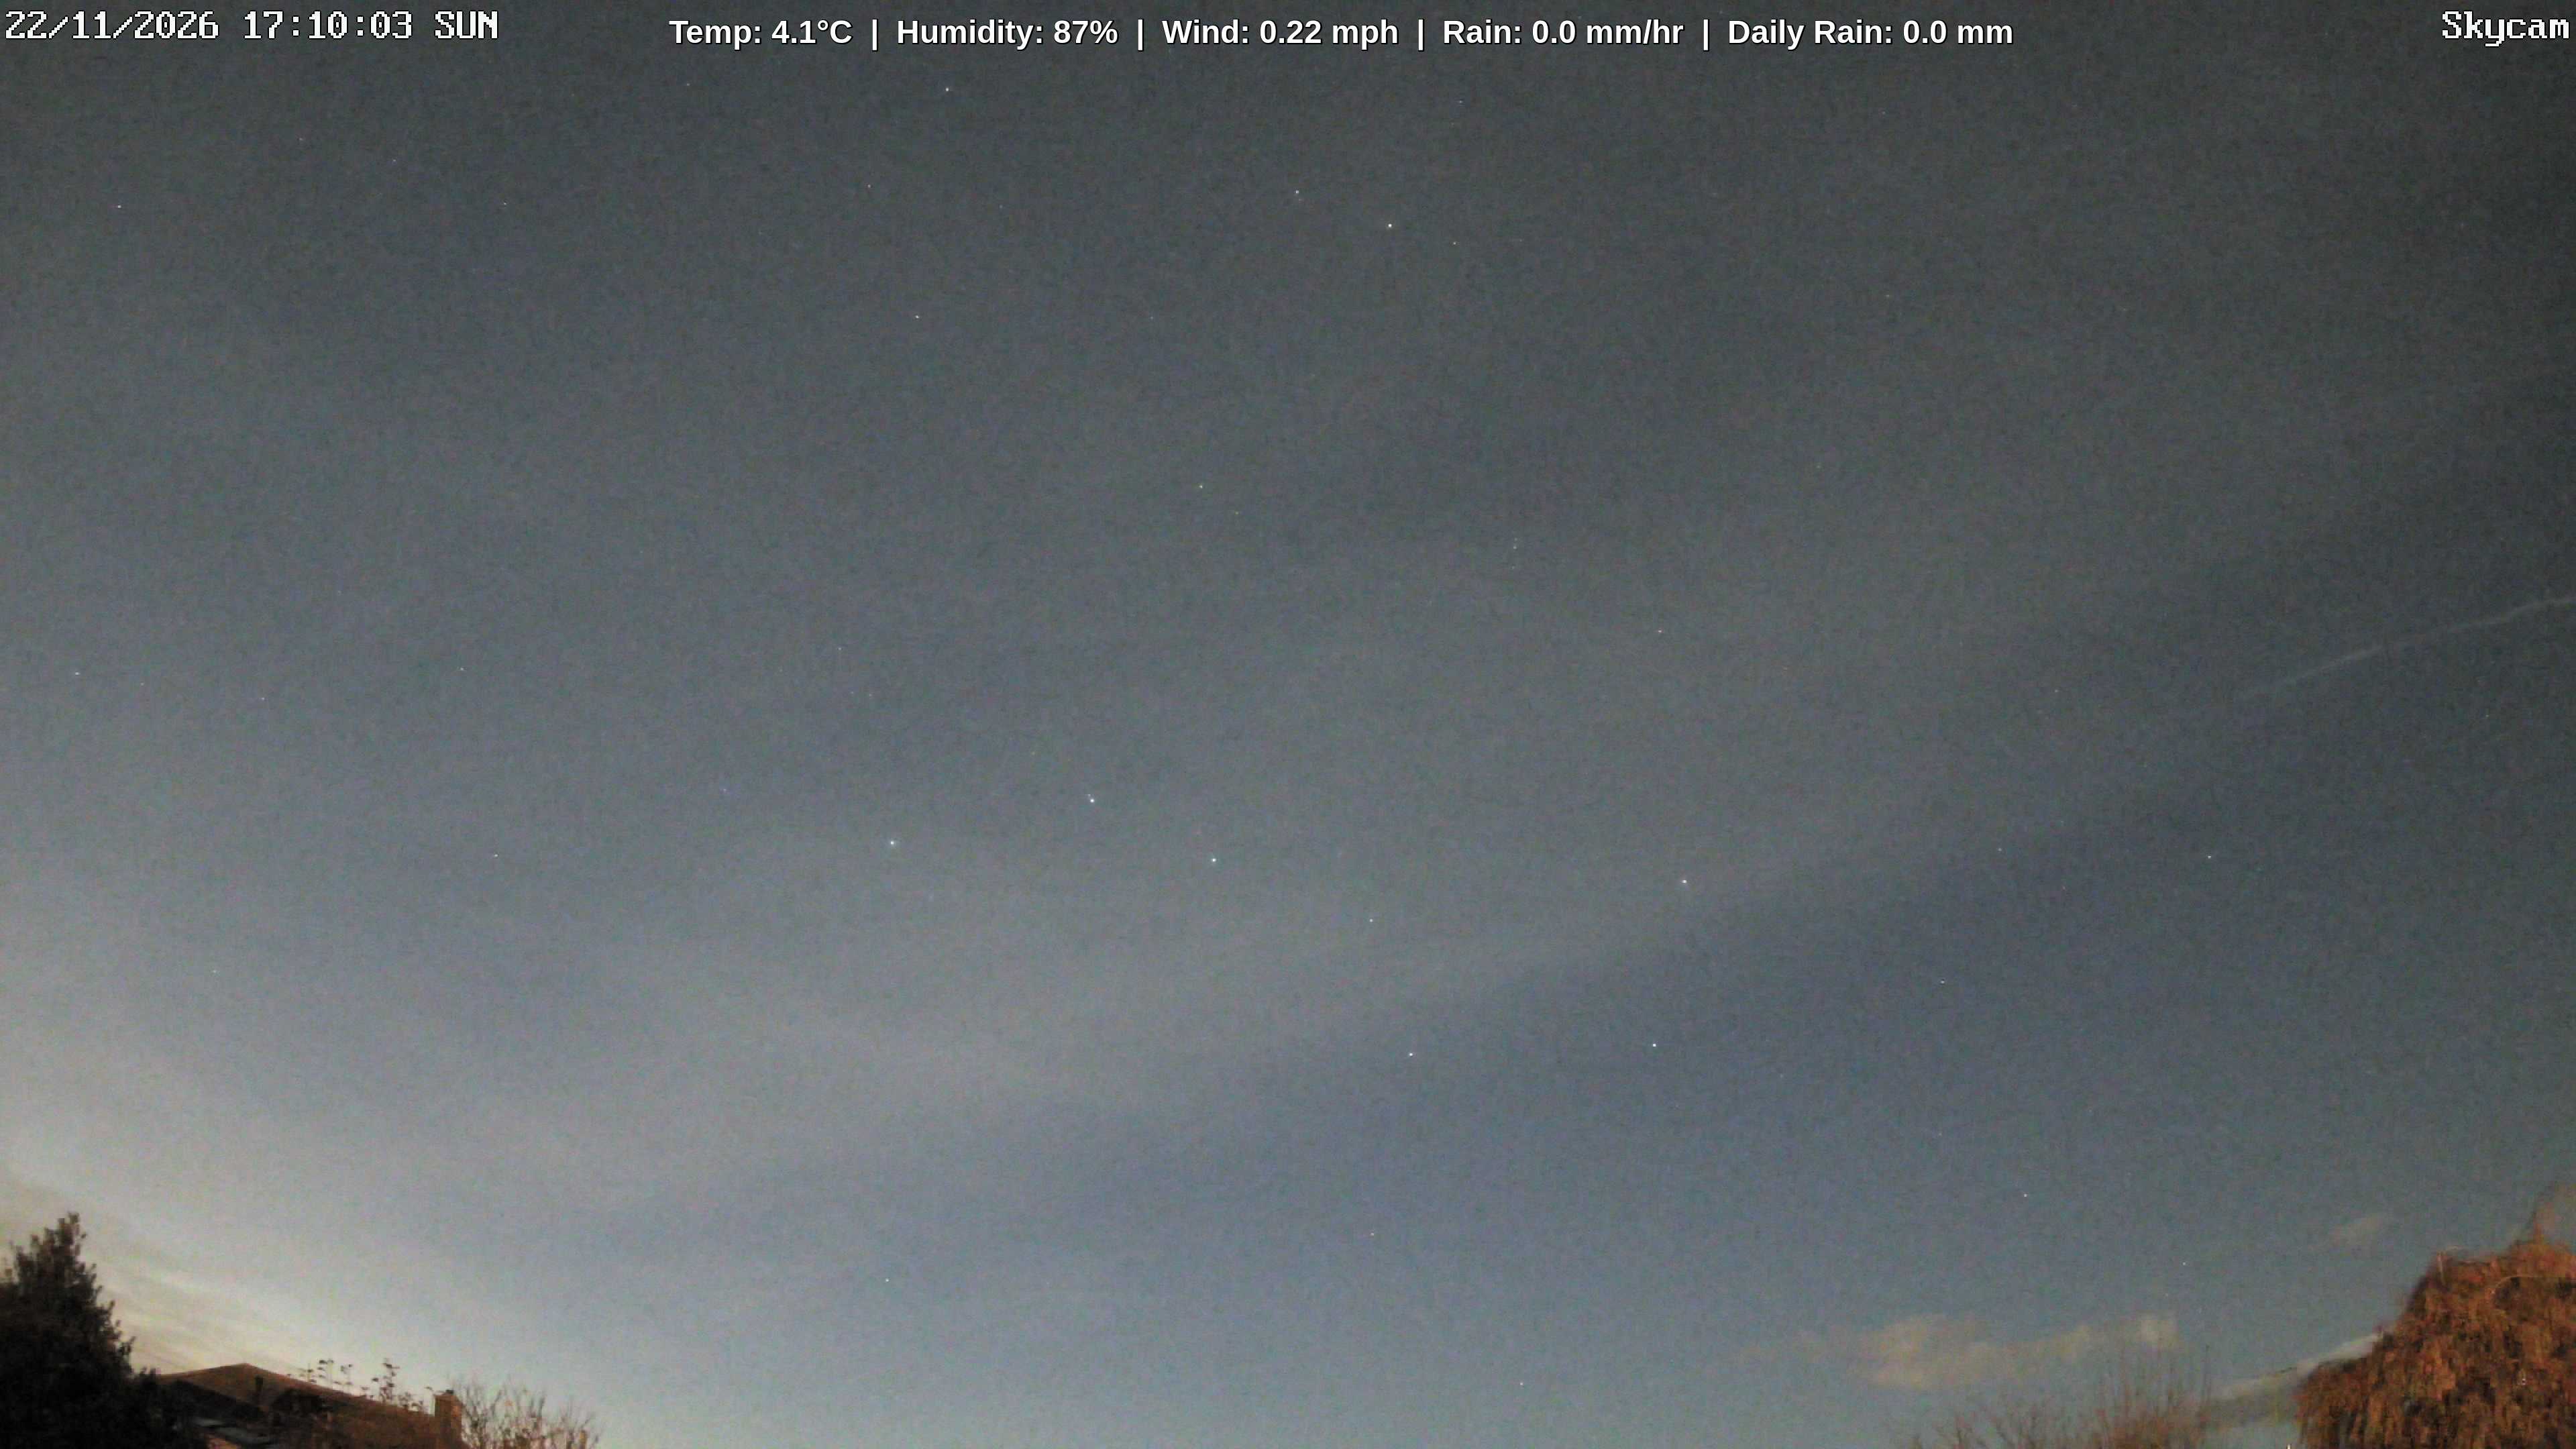 22/11/2026 17:10:03 SUN
Temp: 4.1°C | Humidity: 87% | Wind: 0.22 mph | Rain: 0.0 mm/hr | Daily Rain: 0.0 mm
Skycam